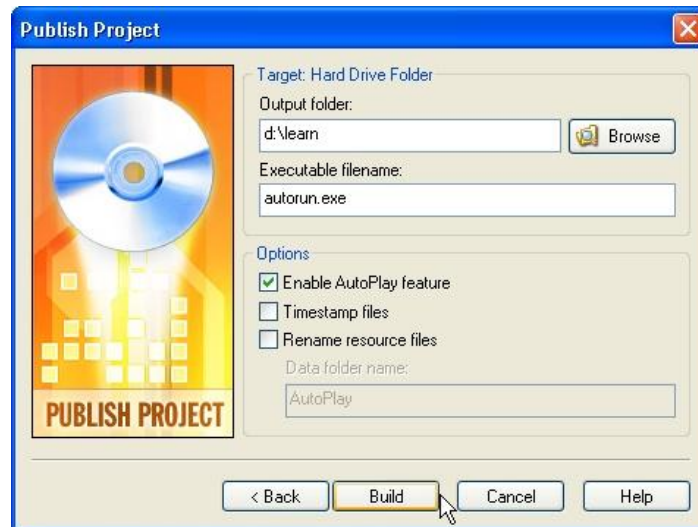 Publish Project
Target: Hard Drive Folder
Output folder:
d:\learn
Browse
Executable filename:
autorun.exe
Options
Enable AutoPlay feature
Timestamp files
Rename resource files
Data folder name:
AutoPlay
PUBLISH PROJECT
< Back
Build
Cancel
Help